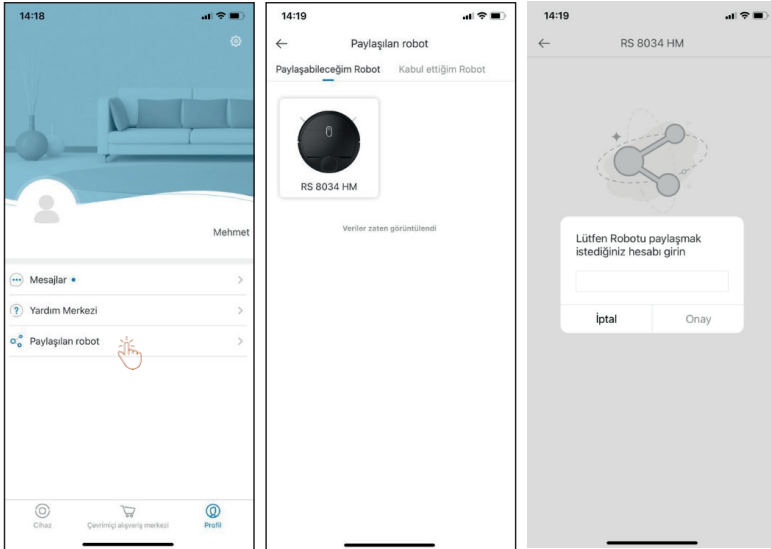 14:18
Mehmet
Mesajlar
Yardım Merkezi
Paylaşılan robot
Cihaz
Çevrimiçi alışveriş merkezi
Profil
14:19
Paylaşılan robot
Paylaşabileceğim Robot
Kabul ettiğim Robot
RS 8034 HM
Veriler zaten görüntülendi
14:19
RS 8034 HM
Lütfen Robotu paylaşmak
istediğiniz hesabı girin
İptal
Onay